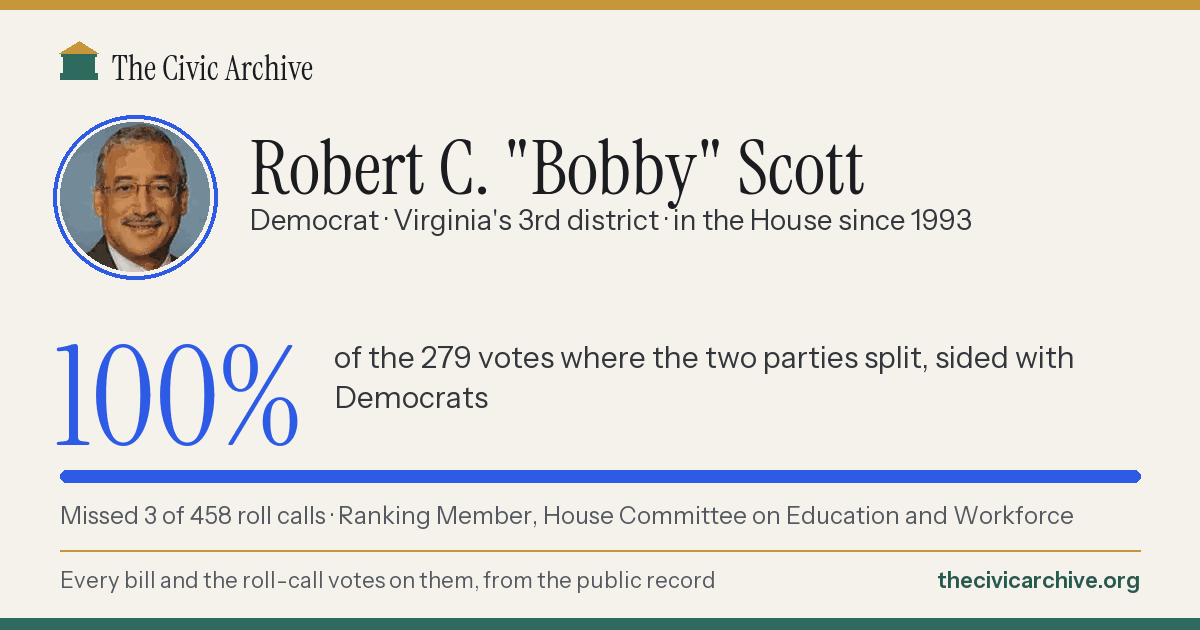 The Civic Archive
Robert C. "Bobby" Scott
Democrat · Virginia's 3rd district · in the House since 1993
100%
of the 279 votes where the two parties split, sided with
Democrats
Missed 3 of 458 roll calls · Ranking Member, House Committee on Education and Workforce
Every bill and the roll-call votes on them, from the public record
thecivicarchive.org